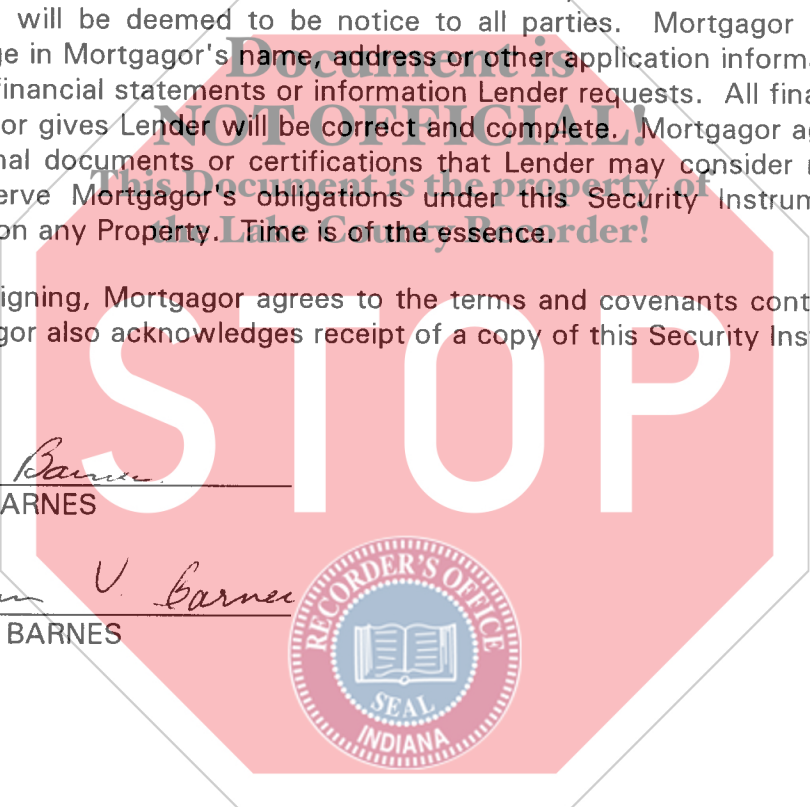 will be deemed to be notice to all parties. Mortgagor
ge in Mortgagor's name, address or other application informa
Document is
financial statements or information Lender requests. All fina
NOT OFFICIAL!
or gives Lender will be correct and complete. Mortgagor ag
nal documents or certifications that Lender may consider
This Document is the property of
erve Mortgagor's obligations under this Security Instrum
the Lake County Recorder!
on any Property. Time is of the essence.
igning, Mortgagor agrees to the terms and covenants cont
gor also acknowledges receipt of a copy of this Security Ins
STOP
Barnes
ARNES
V. Barnes
BARNES
RECORDER'S OFFICE
SEAL
INDIANA